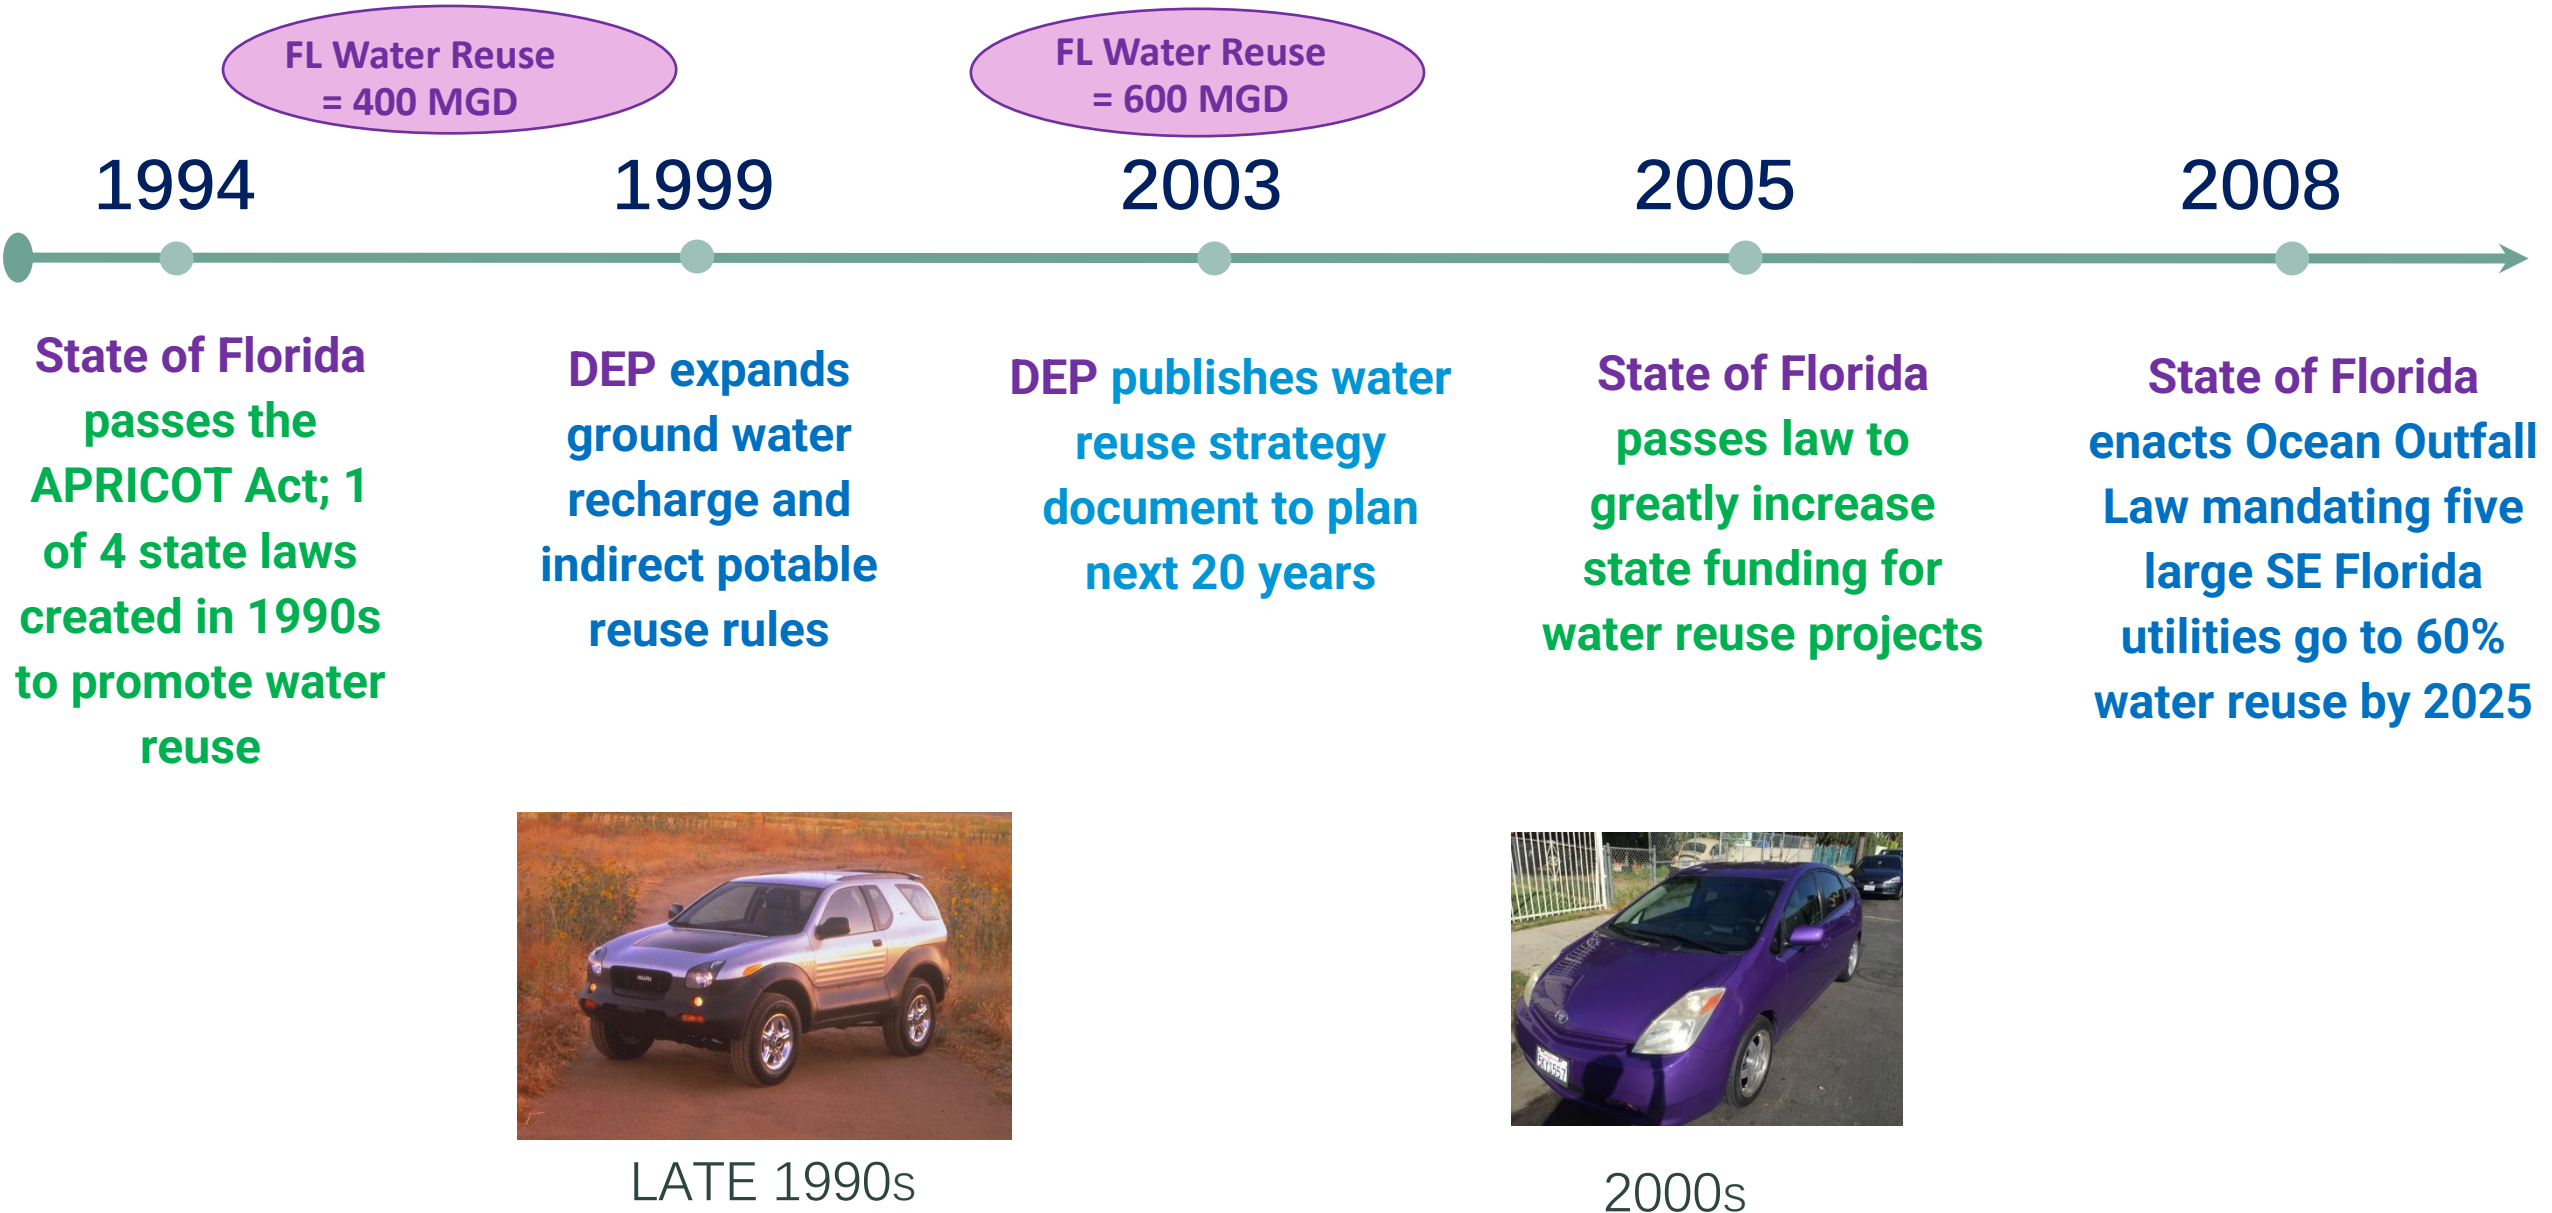 FL Water Reuse
= 400 MGD
FL Water Reuse
= 600 MGD
1994
1999
2003
2005
2008
State of Florida
passes the
APRICOT Act; 1
of 4 state laws
created in 1990s
to promote water
reuse
DEP expands
ground water
recharge and
indirect potable
reuse rules
DEP publishes water
reuse strategy
document to plan
next 20 years
State of Florida
passes law to
greatly increase
state funding for
water reuse projects
State of Florida
enacts Ocean Outfall
Law mandating five
large SE Florida
utilities go to 60%
water reuse by 2025
ISUZU
LATE 1990s
2000s